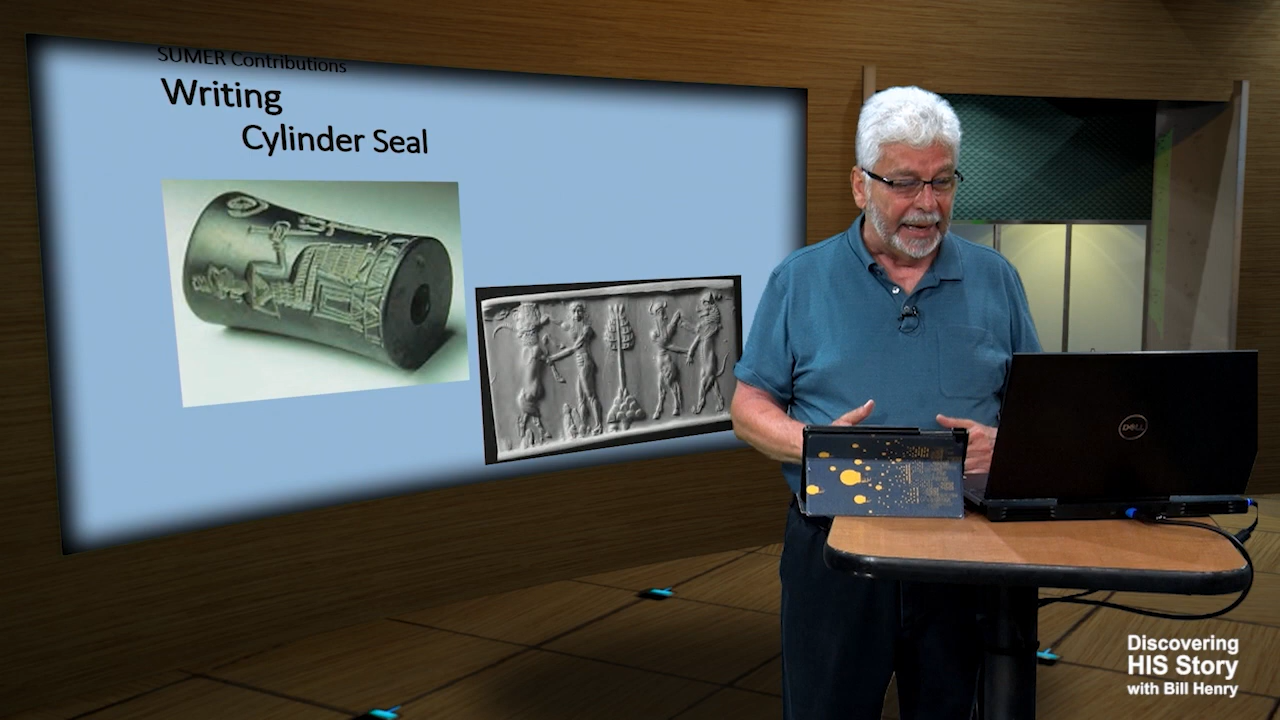 SUMER Contributions
Writing
Cylinder Seal
DELL
Discovering
HIS Story
with Bill Henry